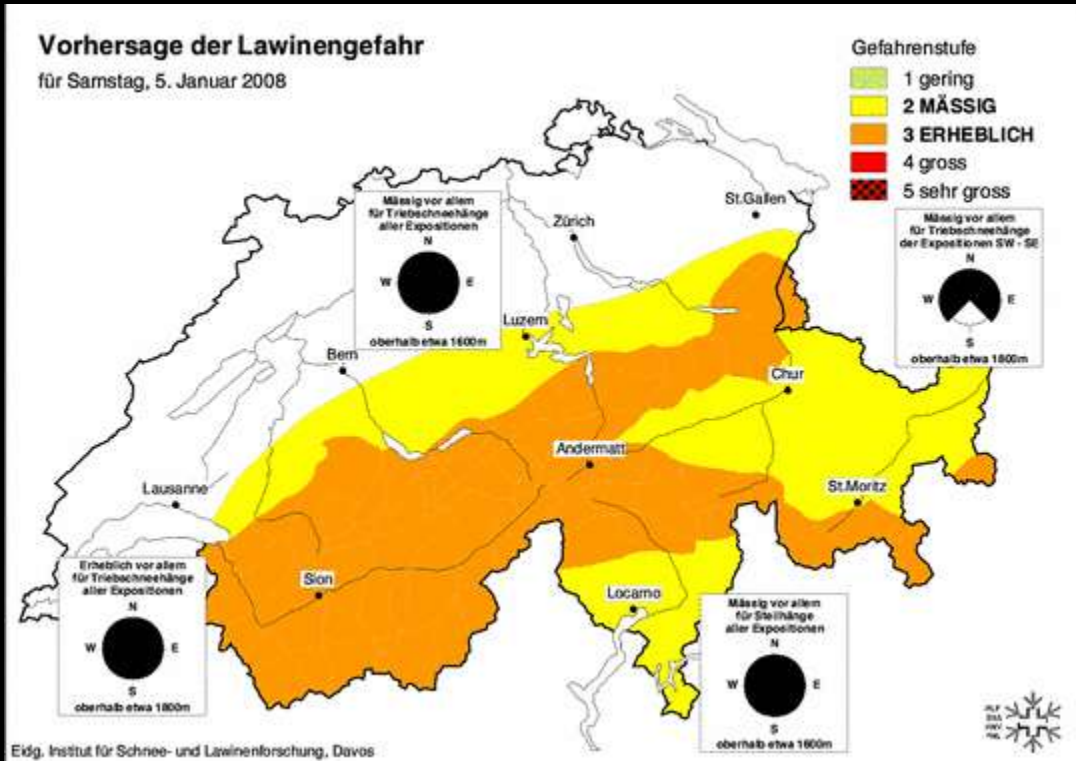 Vorhersage der Lawinengefahr
für Samstag, 5. Januar 2008
Gefahrenstufe
1 gering
2 MÄSSIG
3 ERHEBLICH
4 gross
5 sehr gross
Mässig vor allem
für Triebschneehänge
aller Expositionen
N
W E
S
oberhalb etwa 1600m
Zürich
St.Gallen
Mässig vor allem
für Triebschneehänge
der Expositionen SW - SE
N
W E
S
oberhalb etwa 1800m
Luzern
Bern
Chur
Andermatt
Lausanne
St.Moritz
Sion
Locarno
Erheblich vor allem
für Triebschneehänge
aller Expositionen
N
W E
S
oberhalb etwa 1800m
Mässig vor allem
für Steilhänge
aller Expositionen
N
W E
S
oberhalb etwa 1600m
Eidg. Institut für Schnee- und Lawinenforschung, Davos